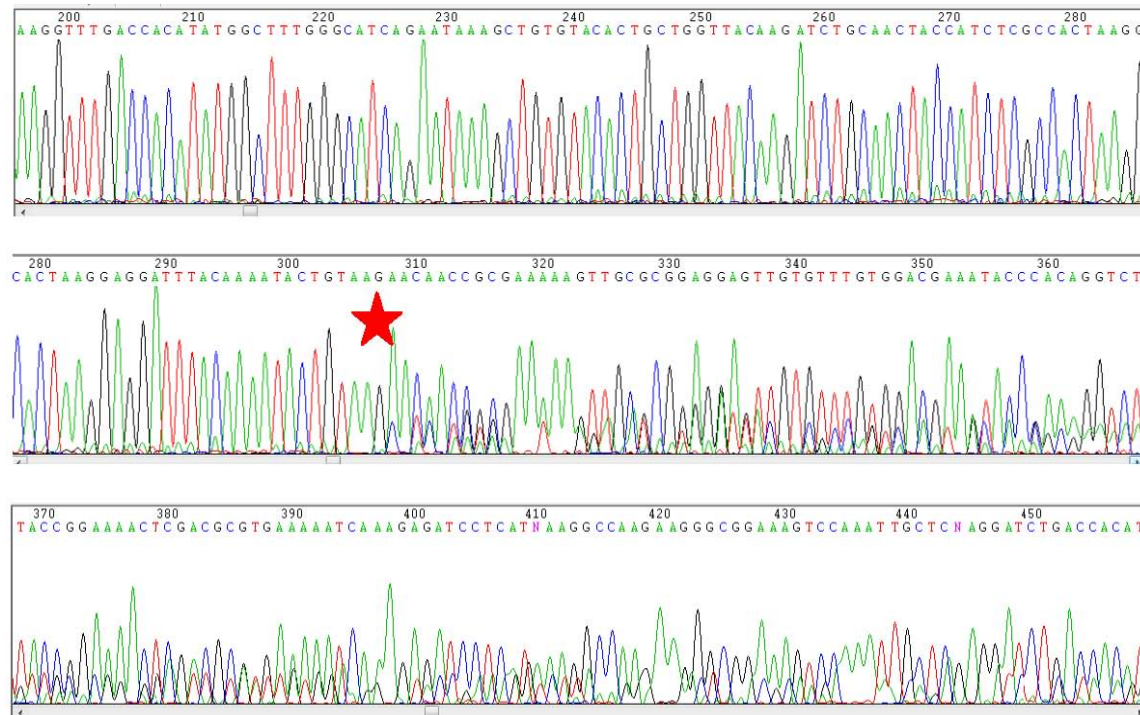 200 210 220 230 240 250 260 270 280
AAGGTTTGACCACATATGGCTTTGGGCATCAGAATAAAGCTGTGTACACTGCTGGTTACAAGATCTGCAACTACCATCTCGCCACTAAGG
280 290 300 310 320 330 340 350 360
CACTAAGGAGGATTTACAAAATACTGTAAGAACAACCGCGAAAAAGTTGCGCGGAGGAGTTGTGTTTGTGGACGAAATACCCACAGGTCT
370 380 390 400 410 420 430 440 450
TACCGGAAAACTCGACGCGTGAAAAATCAAAGAGATCCTCATNAAGGCCAAGAAGGGCGGAAAGTCCAAATTGCTCNAGGATCTGACCACAT